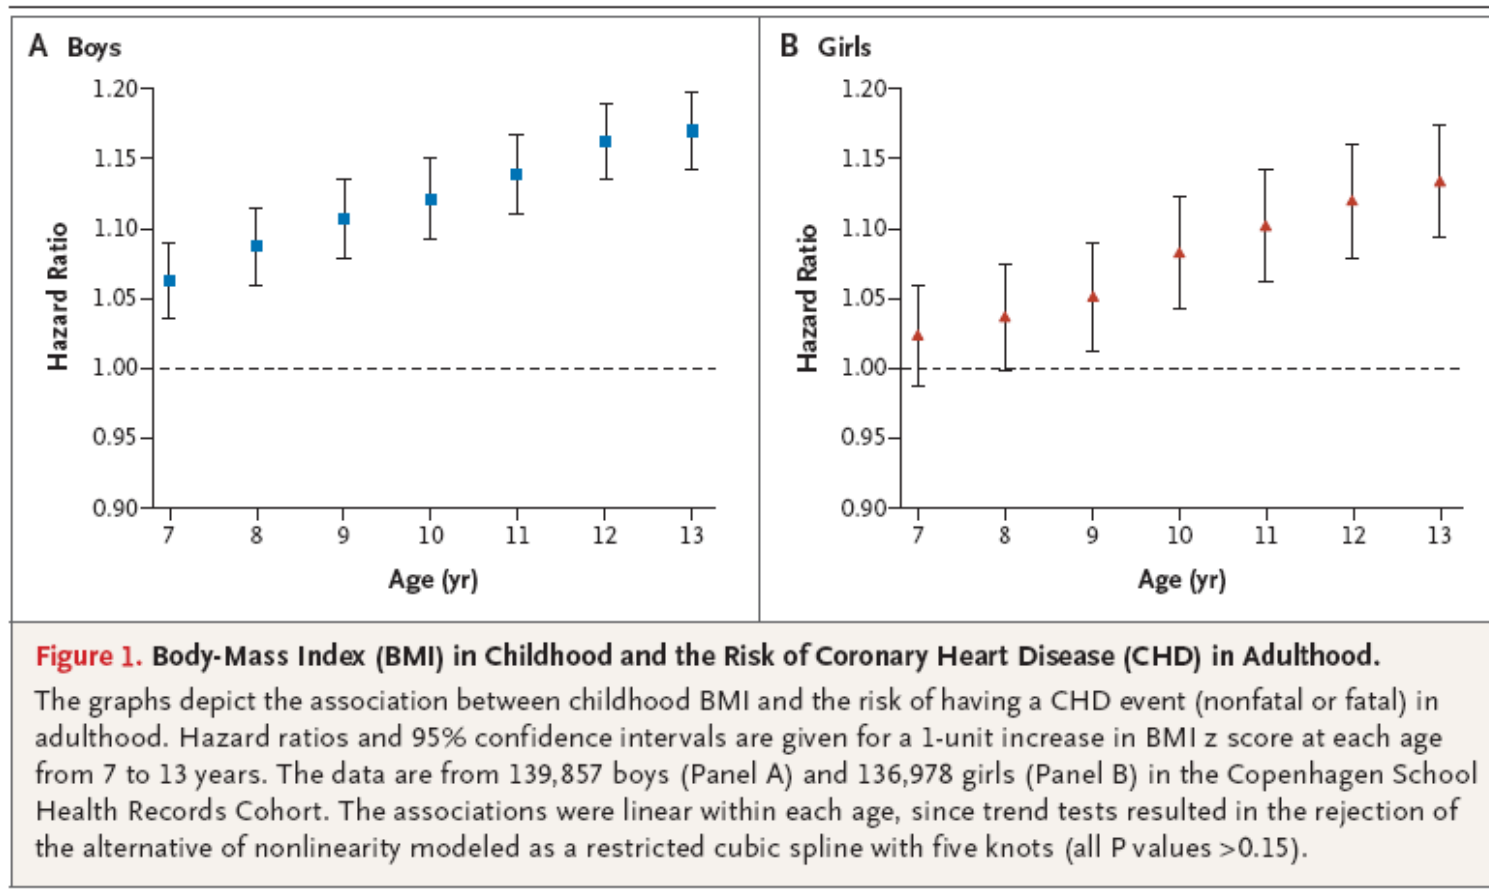 A Boys
1.20
1.15
1.10
1.05
1.00
0.95
0.90
Hazard Ratio
7 8 9 10 11 12 13
Age (yr)
B Girls
1.20
1.15
1.10
1.05
1.00
0.95
0.90
Hazard Ratio
7 8 9 10 11 12 13
Age (yr)
Figure 1. Body-Mass Index (BMI) in Childhood and the Risk of Coronary Heart Disease (CHD) in Adulthood.
The graphs depict the association between childhood BMI and the risk of having a CHD event (nonfatal or fatal) in
adulthood. Hazard ratios and 95% confidence intervals are given for a 1-unit increase in BMI z score at each age
from 7 to 13 years. The data are from 139,857 boys (Panel A) and 136,978 girls (Panel B) in the Copenhagen School
Health Records Cohort. The associations were linear within each age, since trend tests resulted in the rejection of
the alternative of nonlinearity modeled as a restricted cubic spline with five knots (all P values >0.15).